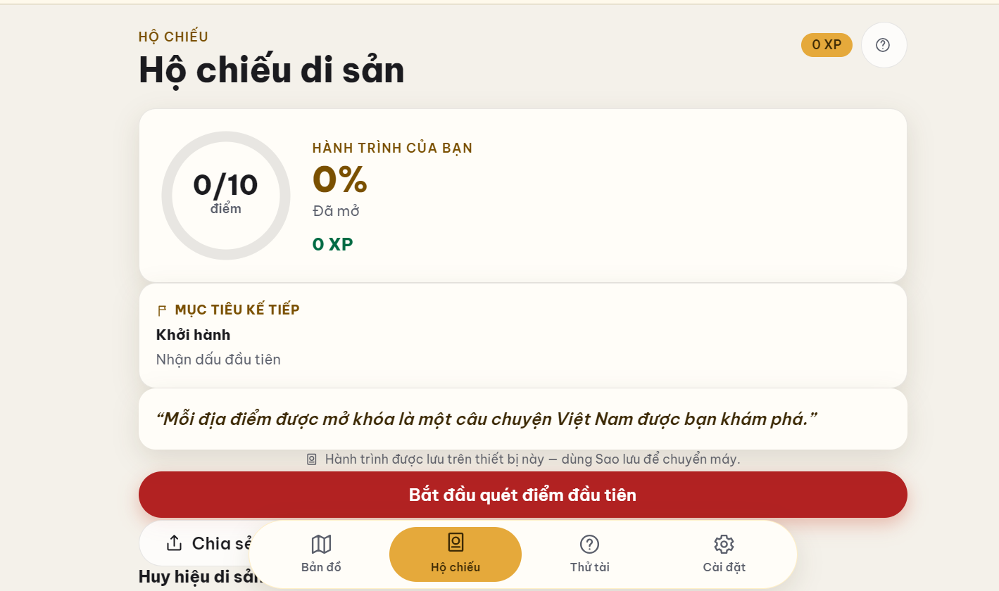 HỘ CHIẾU
Hộ chiếu di sản
0 XP
0/10
điểm
HÀNH TRÌNH CỦA BẠN
0%
Đã mở
0 XP
MỤC TIÊU KẾ TIẾP
Khởi hành
Nhận dấu đầu tiên
“Mỗi địa điểm được mở khóa là một câu chuyện Việt Nam được bạn khám phá.”
Hành trình được lưu trên thiết bị này — dùng Sao lưu để chuyển máy.
Bắt đầu quét điểm đầu tiên
Chia sẻ
Huy hiệu di sản
Bản đồ
Hộ chiếu
Thử tài
Cài đặt